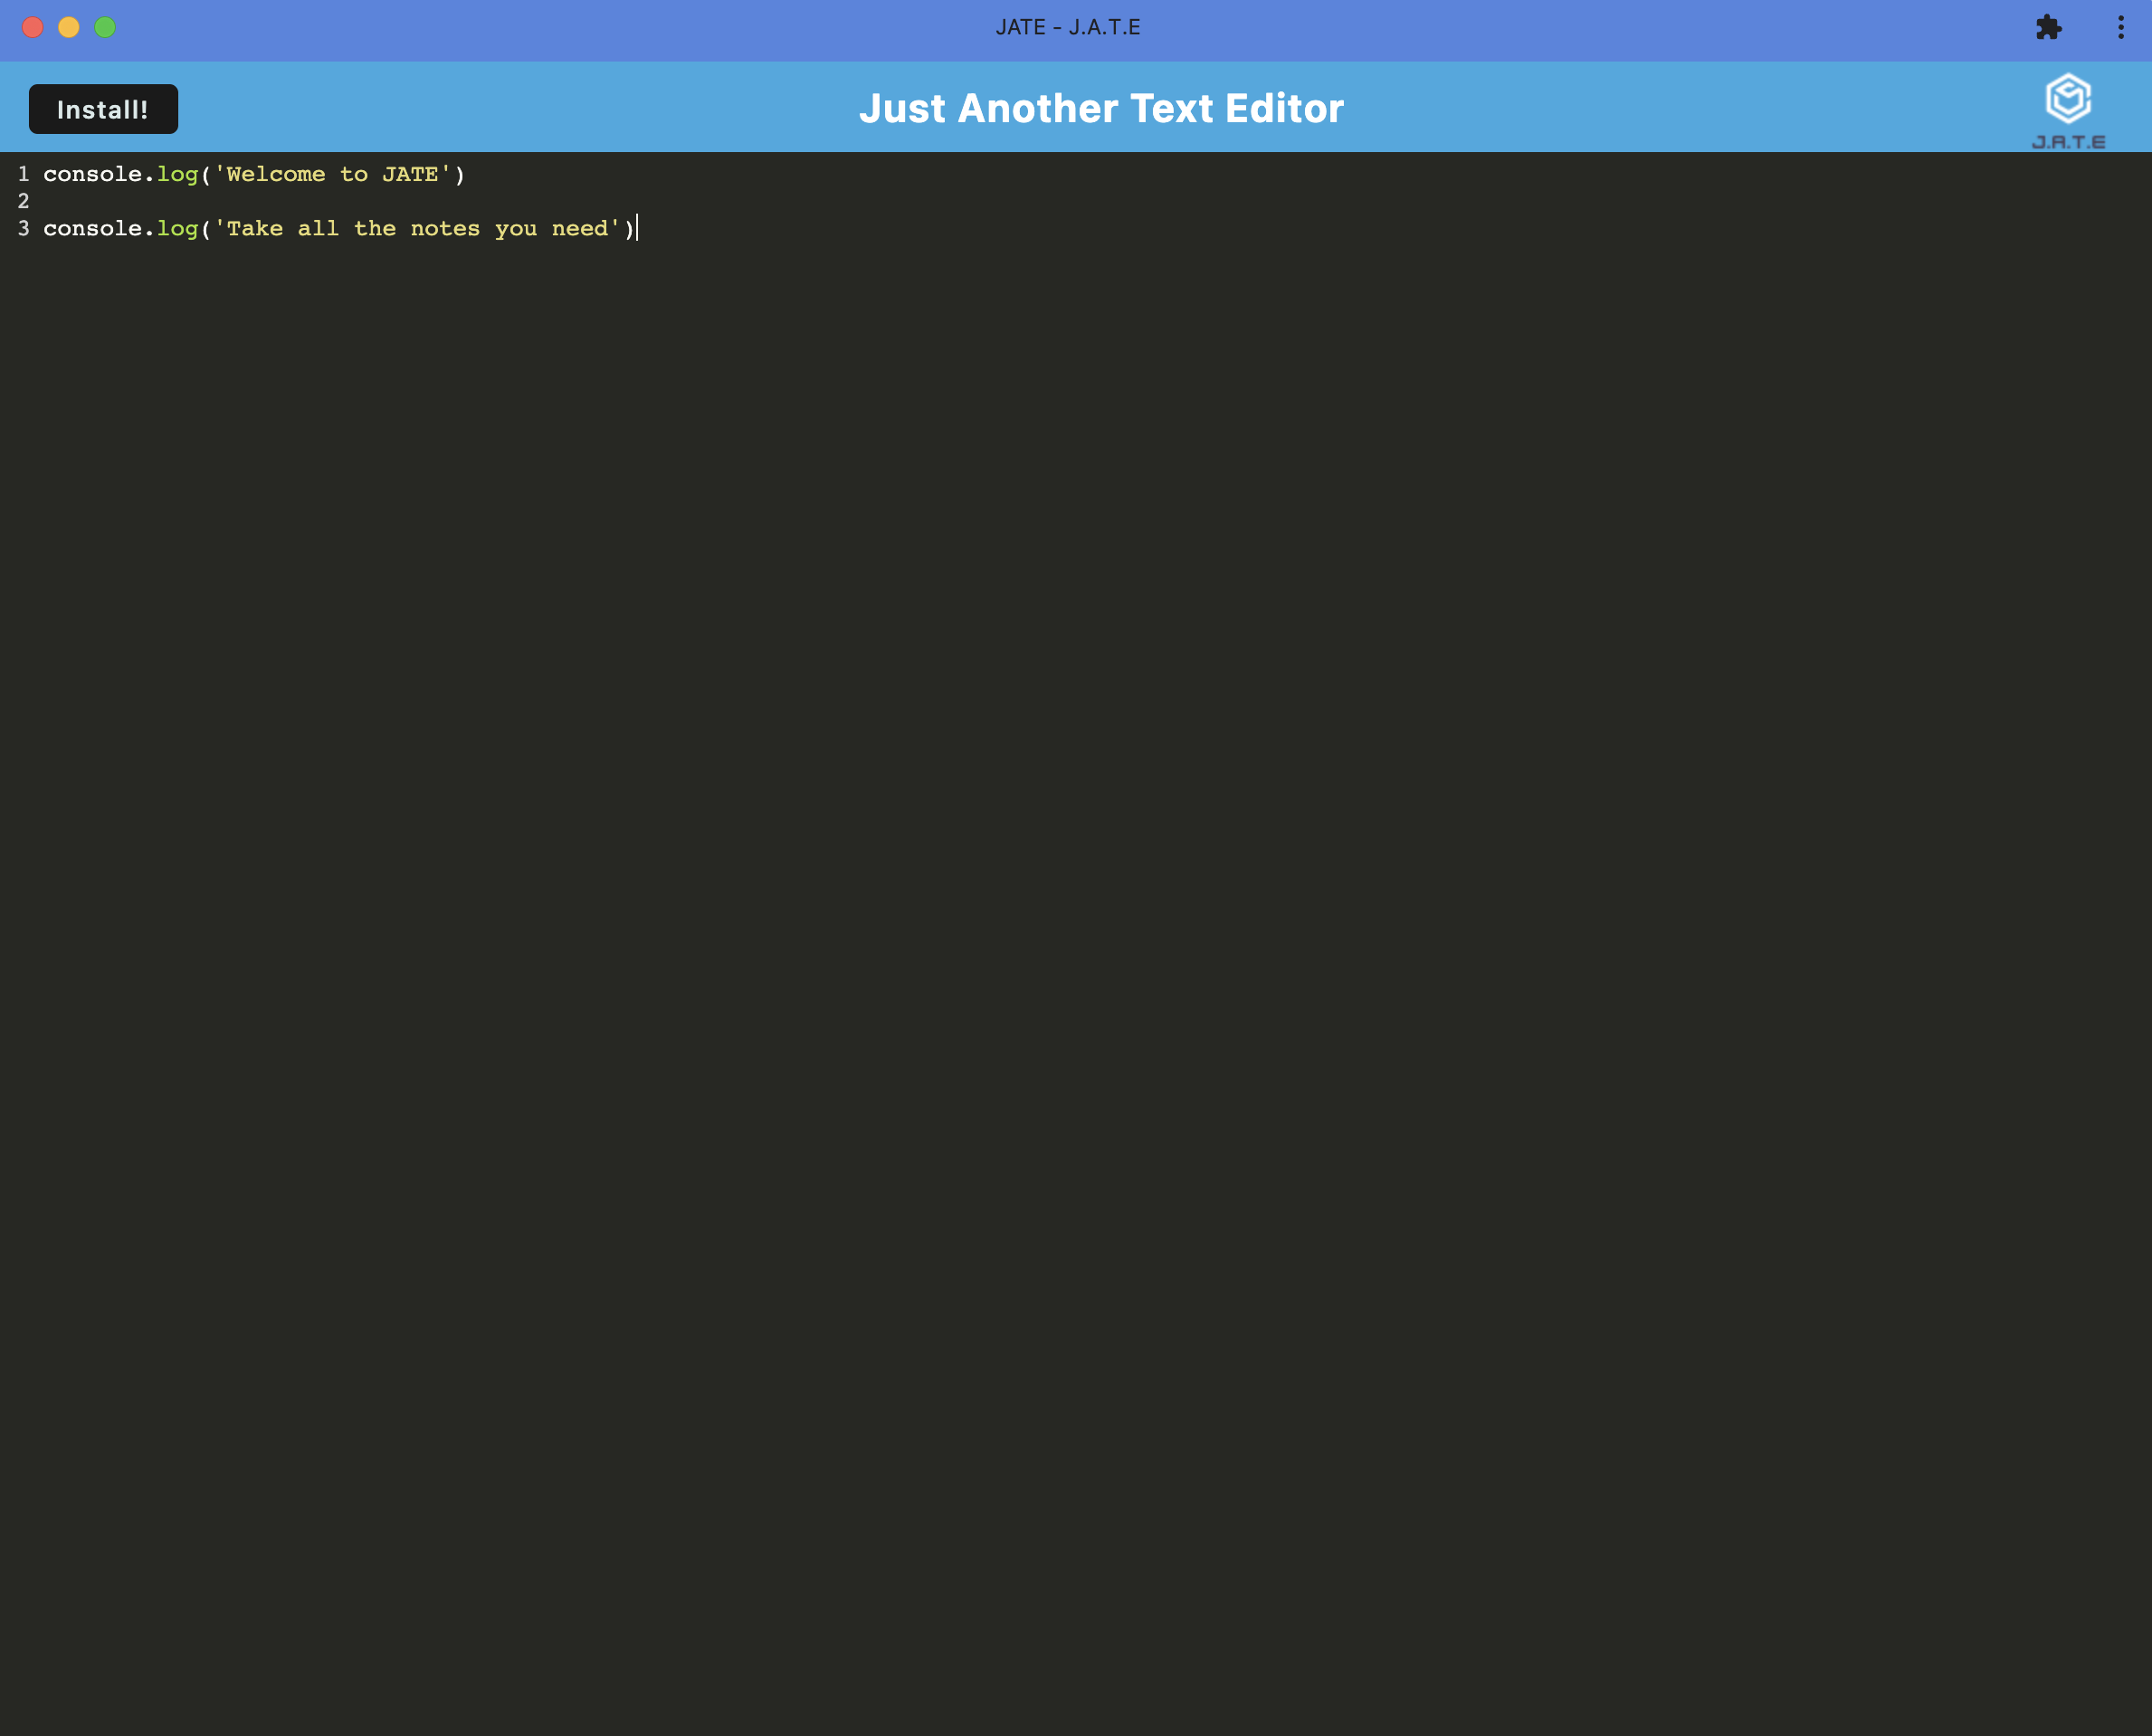 JATE - J.A.T.E
Install!
Just Another Text Editor
J.A.T.E
1 console.log('Welcome to JATE')
2
3 console.log('Take all the notes you need')